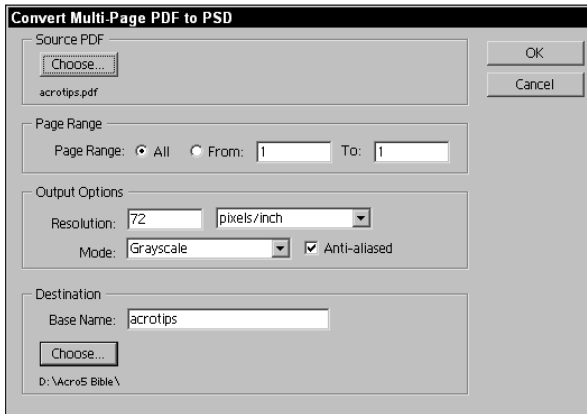 Convert Multi-Page PDF to PSD
Source PDF
Choose...
acrotips.pdf
OK
Cancel
Page Range
Page Range: All From: 1 To: 1
Output Options
Resolution: 72 pixels/inch
Mode: Grayscale Anti-aliased
Destination
Base Name: acrotips
Choose...
D:\Acro5 Bible\